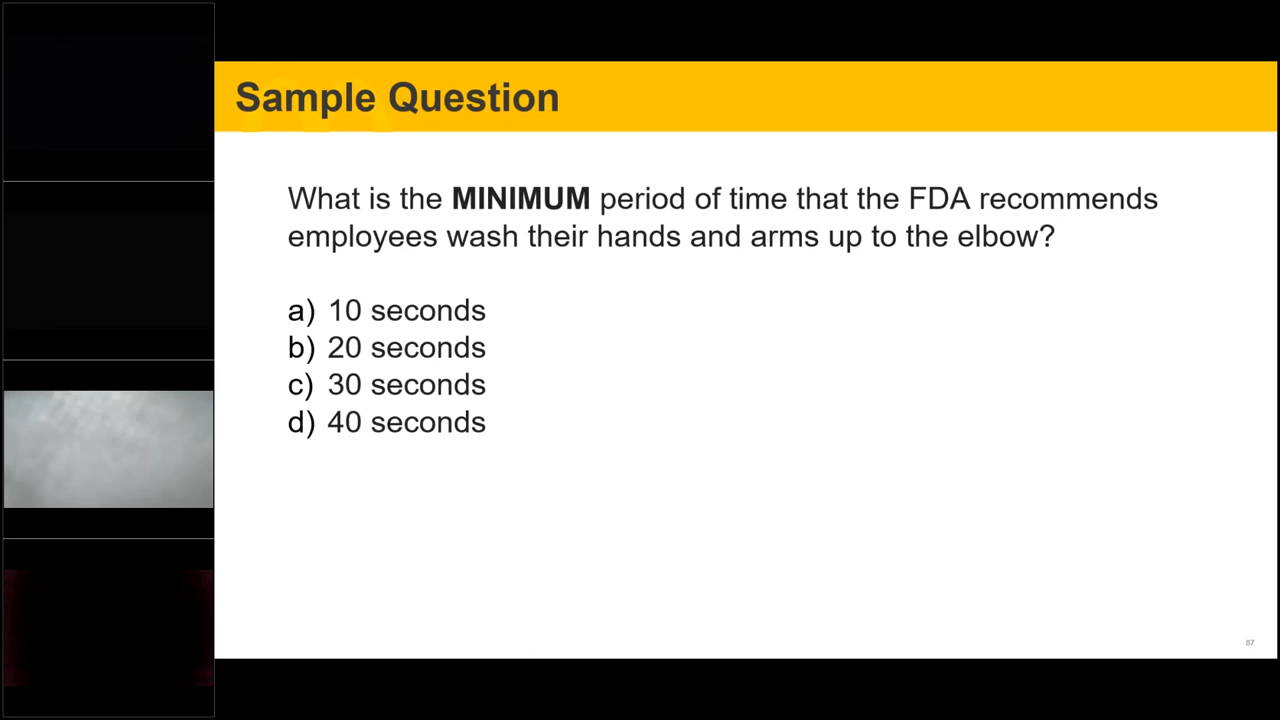 Sample Question
What is the MINIMUM period of time that the FDA recommends
employees wash their hands and arms up to the elbow?
a) 10 seconds
b) 20 seconds
c) 30 seconds
d) 40 seconds
87